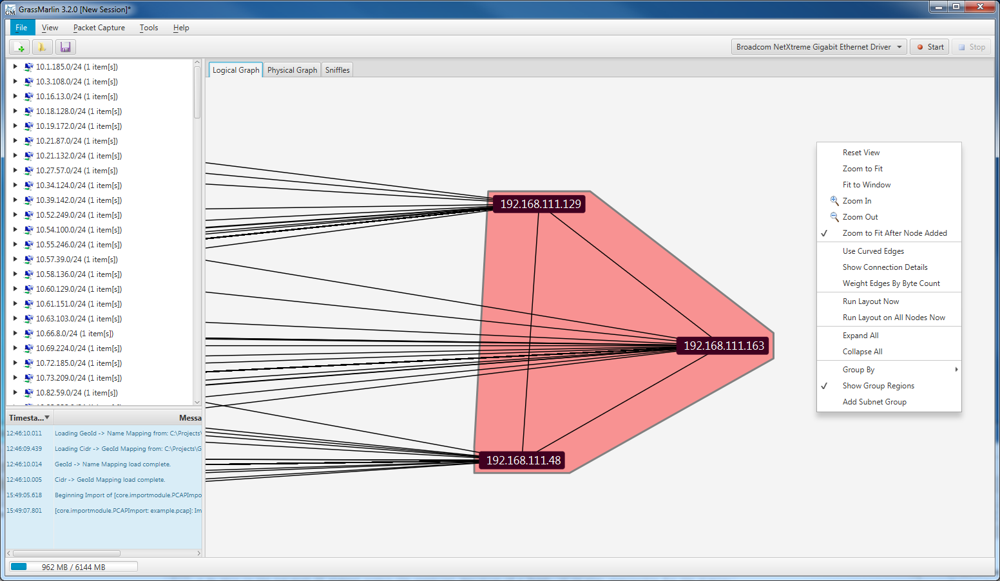 GrassMarlin 3.2.0 [New Session]*
File View Packet Capture Tools Help
Broadcom NetXtreme Gigabit Ethernet Driver Start Stop
10.1.185.0/24 (1 item[s])
10.3.108.0/24 (1 item[s])
10.16.13.0/24 (1 item[s])
10.18.128.0/24 (1 item[s])
10.19.172.0/24 (1 item[s])
10.21.87.0/24 (1 item[s])
10.21.132.0/24 (1 item[s])
10.27.57.0/24 (1 item[s])
10.34.124.0/24 (1 item[s])
10.39.142.0/24 (1 item[s])
10.52.249.0/24 (1 item[s])
10.54.100.0/24 (1 item[s])
10.55.246.0/24 (1 item[s])
10.57.39.0/24 (1 item[s])
10.58.136.0/24 (1 item[s])
10.60.129.0/24 (1 item[s])
10.61.151.0/24 (1 item[s])
10.63.103.0/24 (1 item[s])
10.66.8.0/24 (1 item[s])
10.69.224.0/24 (1 item[s])
10.72.185.0/24 (1 item[s])
10.73.209.0/24 (1 item[s])
10.82.59.0/24 (1 item[s])
Timesta... Messa
12:46:10.011 Loading GeoId -> Name Mapping from: C:\Projects\
12:46:09.439 Loading Cidr -> GeoId Mapping from: C:\Projects\G
12:46:10.014 GeoId -> Name Mapping load complete.
12:46:10.005 Cidr -> GeoId Mapping load complete.
15:49:05.618 Beginning Import of [core.importmodule.PCAPImpo
15:49:07.801 [core.importmodule.PCAPImport: example.pcap]: Im
962 MB / 6144 MB
Logical Graph Physical Graph Sniffles
192.168.111.129
192.168.111.163
192.168.111.48
Reset View
Zoom to Fit
Fit to Window
Zoom In
Zoom Out
Zoom to Fit After Node Added
Use Curved Edges
Show Connection Details
Weight Edges By Byte Count
Run Layout Now
Run Layout on All Nodes Now
Expand All
Collapse All
Group By
Show Group Regions
Add Subnet Group